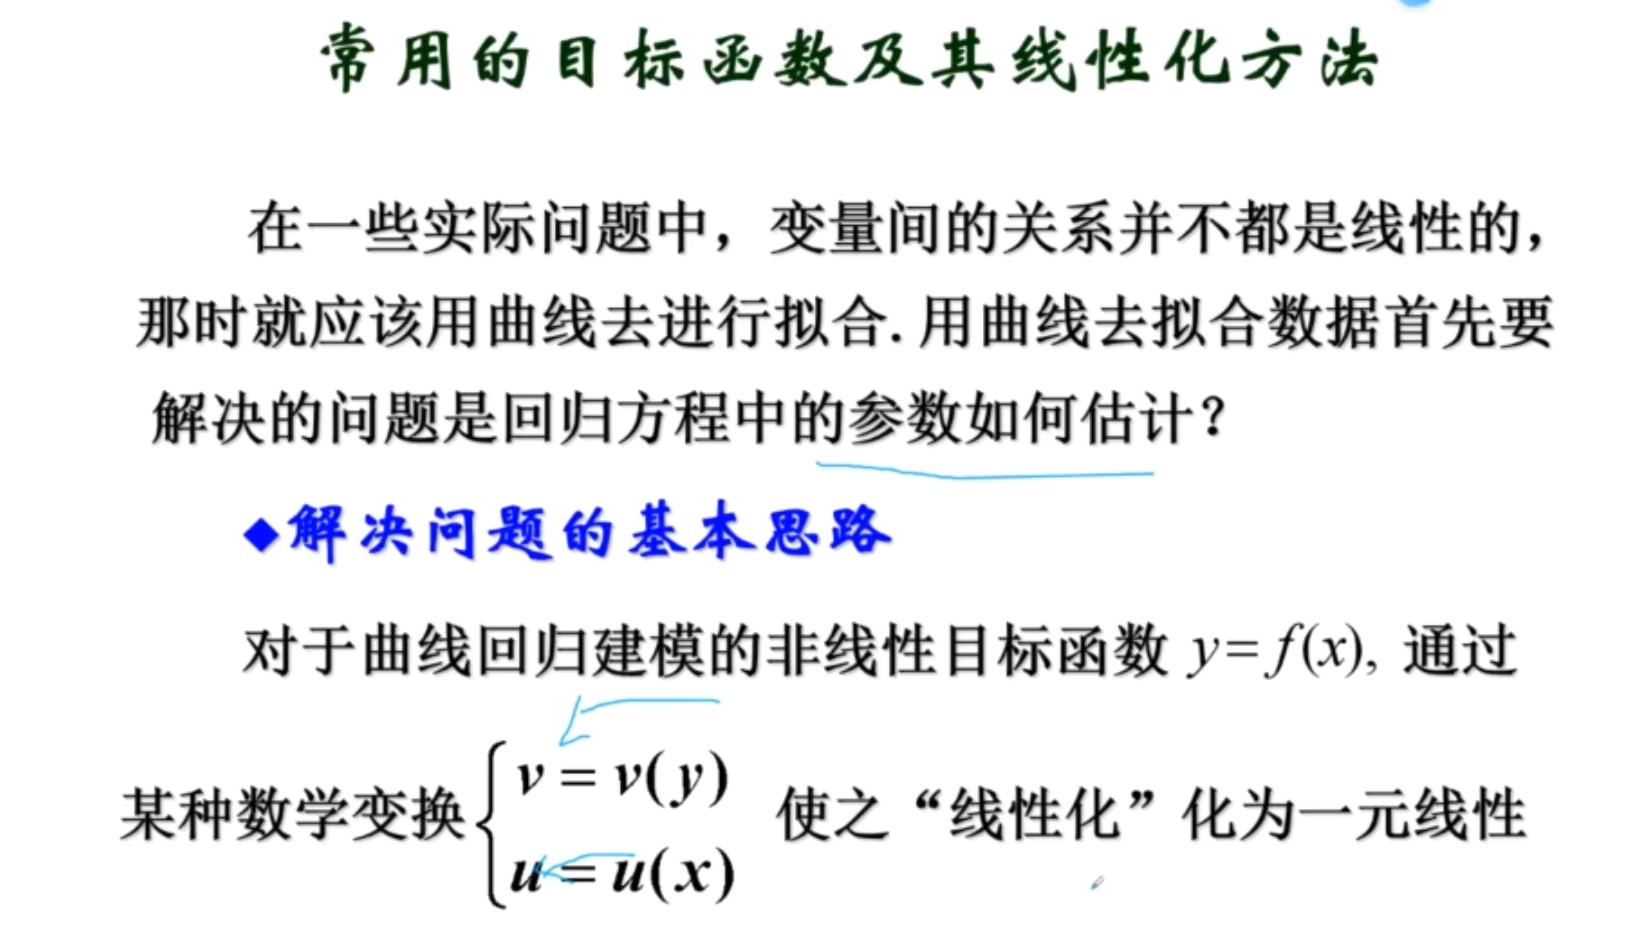 常用的目标函数及其线性化方法
在一些实际问题中，变量间的关系并不都是线性的，
那时就应该用曲线去进行拟合.用曲线去拟合数据首先要
解决的问题是回归方程中的参数如何估计？
◆解决问题的基本思路
对于曲线回归建模的非线性目标函数 y=f(x), 通过
某种数学变换 { v = v(y) 使之“线性化”化为一元线性
u = u(x)